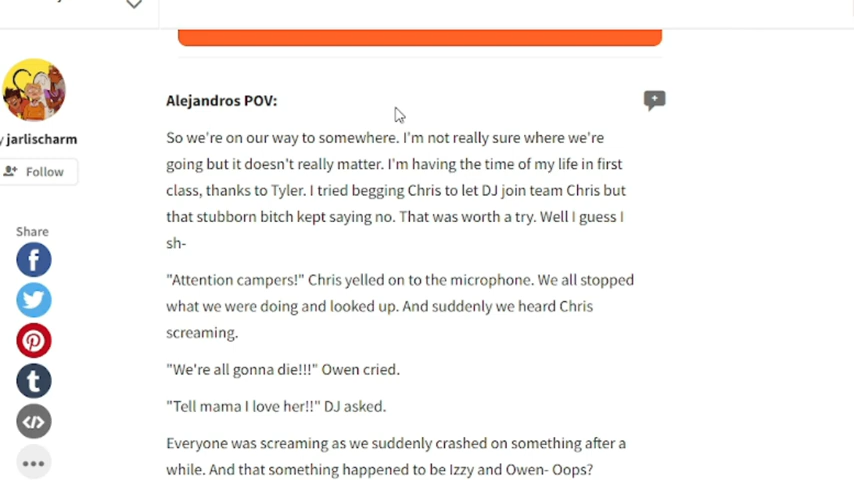 Alejandros POV:
jarlischarm
So we're on our way to somewhere. I'm not really sure where we're
going but it doesn't really matter. I'm having the time of my life in first
Follow
class, thanks to Tyler. I tried begging Chris to let DJ join team Chris but
that stubborn bitch kept saying no. That was worth a try. Well I guess I
Share
sh-
"Attention campers!" Chris yelled on to the microphone. We all stopped
what we were doing and looked up. And suddenly we heard Chris
screaming.
"We're all gonna die!!!" Owen cried.
"Tell mama I love her!!" DJ asked.
Everyone was screaming as we suddenly crashed on something after a
while. And that something happened to be Izzy and Owen- Oops?